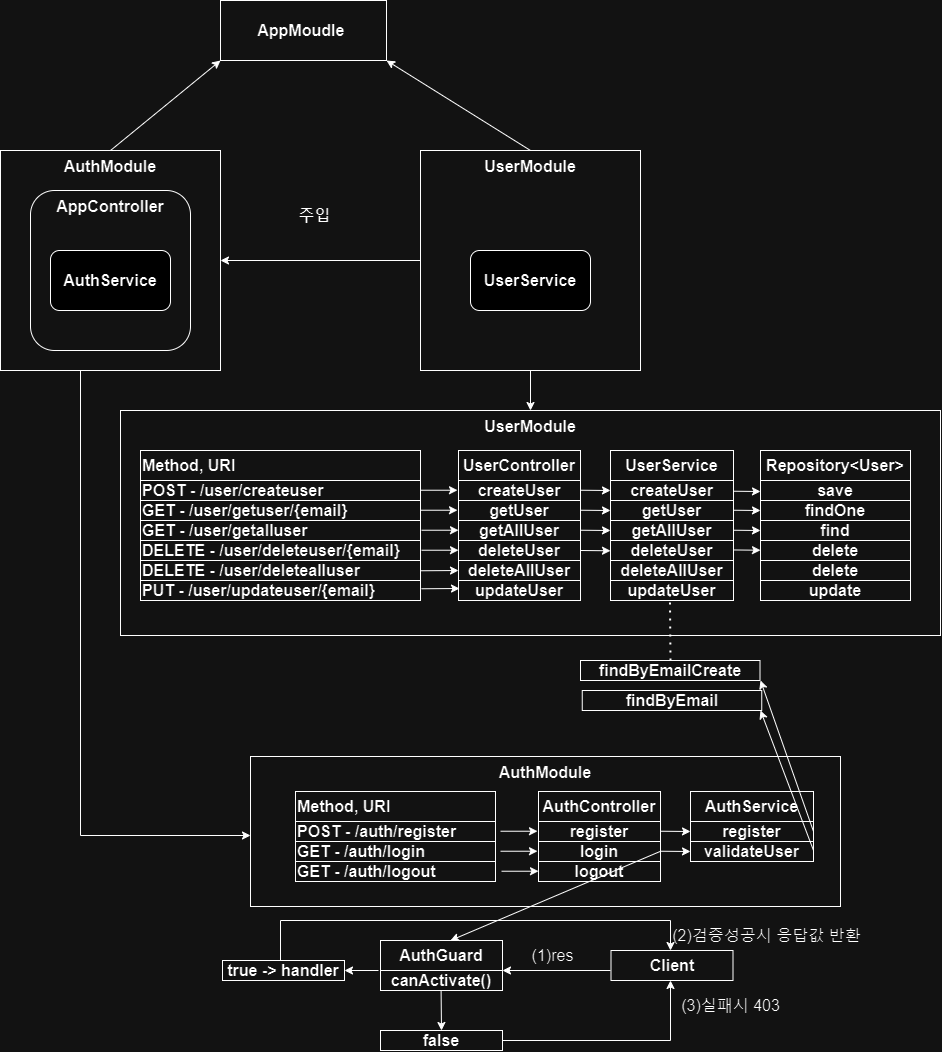 AppMoudle
AuthModule
AppController
AuthService
주입
UserModule
UserService
UserModule
Method, URI
UserController
UserService
Repository<User>
POST - /user/createuser
createUser
createUser
save
GET - /user/getuser/{email}
getUser
getUser
findOne
GET - /user/getalluser
getAllUser
getAllUser
find
DELETE - /user/deleteuser/{email}
deleteUser
deleteUser
delete
DELETE - /user/deletealluser
deleteAllUser
deleteAllUser
delete
PUT - /user/updateuser/{email}
updateUser
updateUser
update
findByEmailCreate
findByEmail
AuthModule
Method, URI
AuthController
AuthService
POST - /auth/register
register
register
GET - /auth/login
login
validateUser
GET - /auth/logout
logout
(2)검증성공시 응답값 반환
AuthGuard
(1)res
Client
true -> handler
canActivate()
(3)실패시 403
false